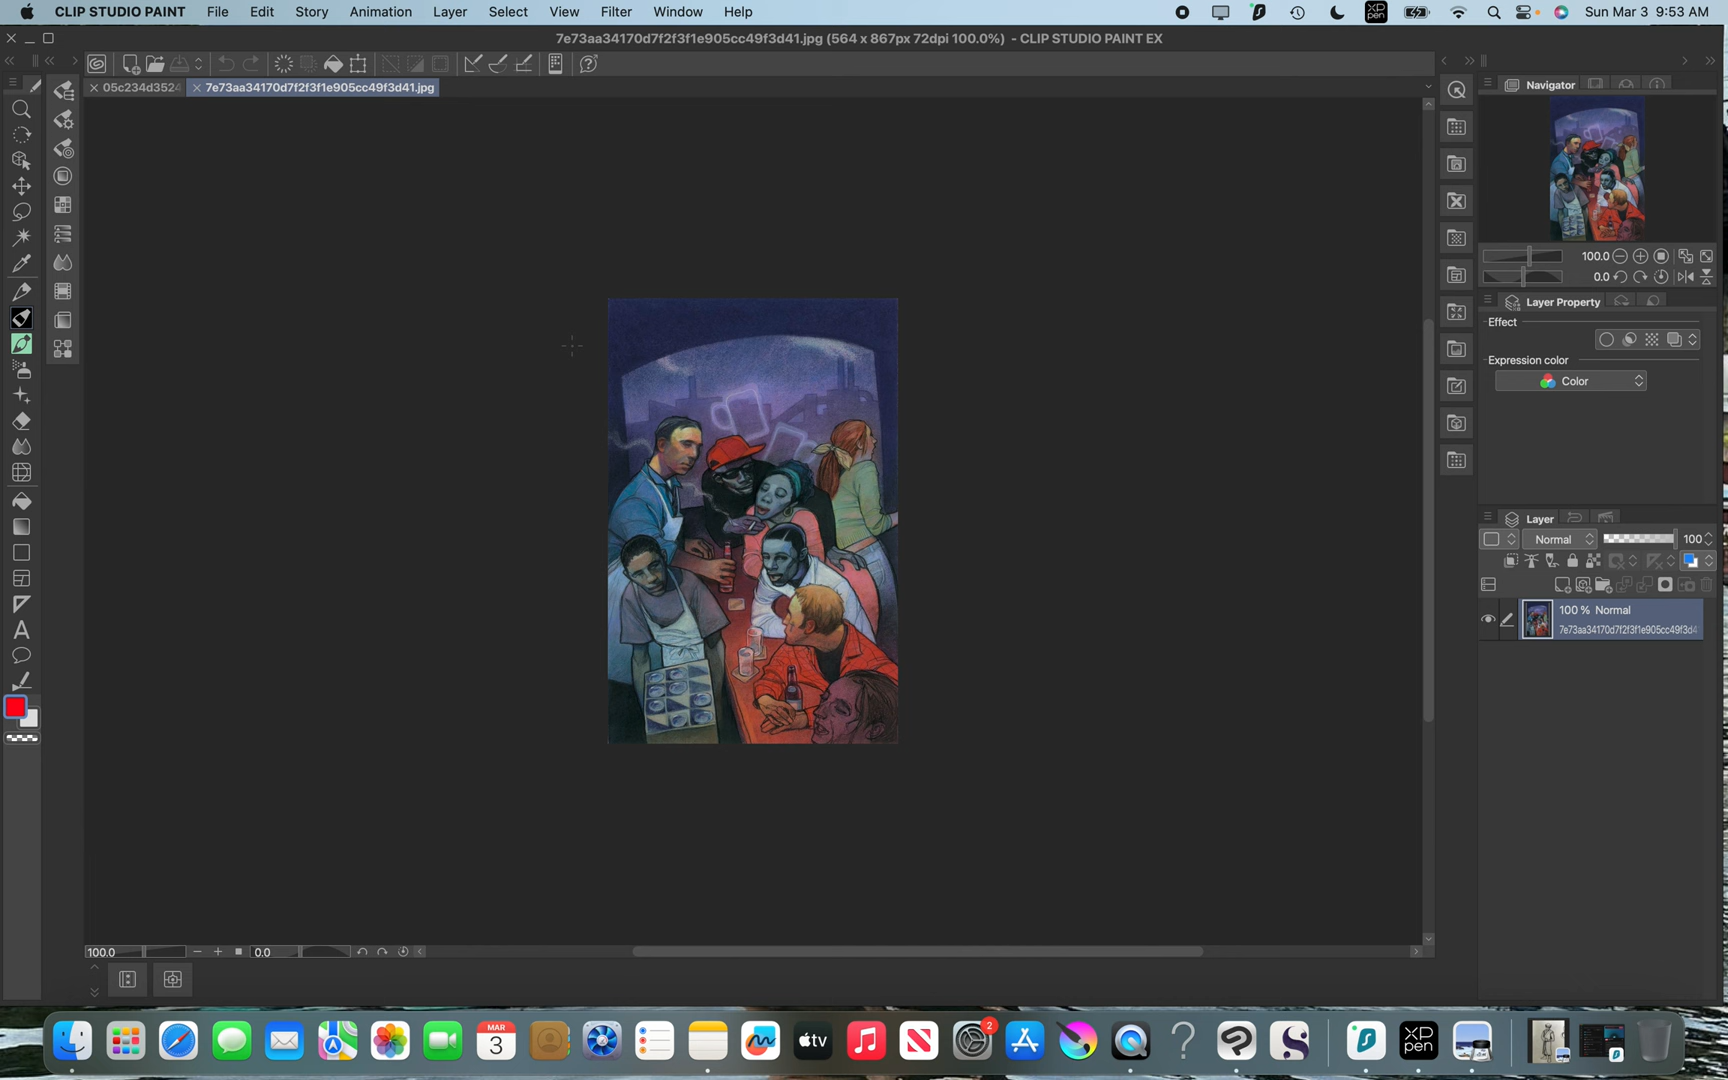 CLIP STUDIO PAINT File Edit Story Animation Layer Select View Filter Window Help XP pen Sun Mar 3 9:53 AM
7e73aa34170d7f2f3f1e905cc49f3d41.jpg (564 x 867px 72dpi 100.0%) - CLIP STUDIO PAINT EX
05c234d3524 7e73aa34170d7f2f3f1e905cc49f3d41.jpg
Navigator
100.0
0.0
Layer Property
Effect
Expression color
Color
Layer
Normal 100
100 % Normal
7e73aa34170d7f2f3f1e905cc49f3d4
A
100.0 0.0
MAR
3
tv
2
XP
pen